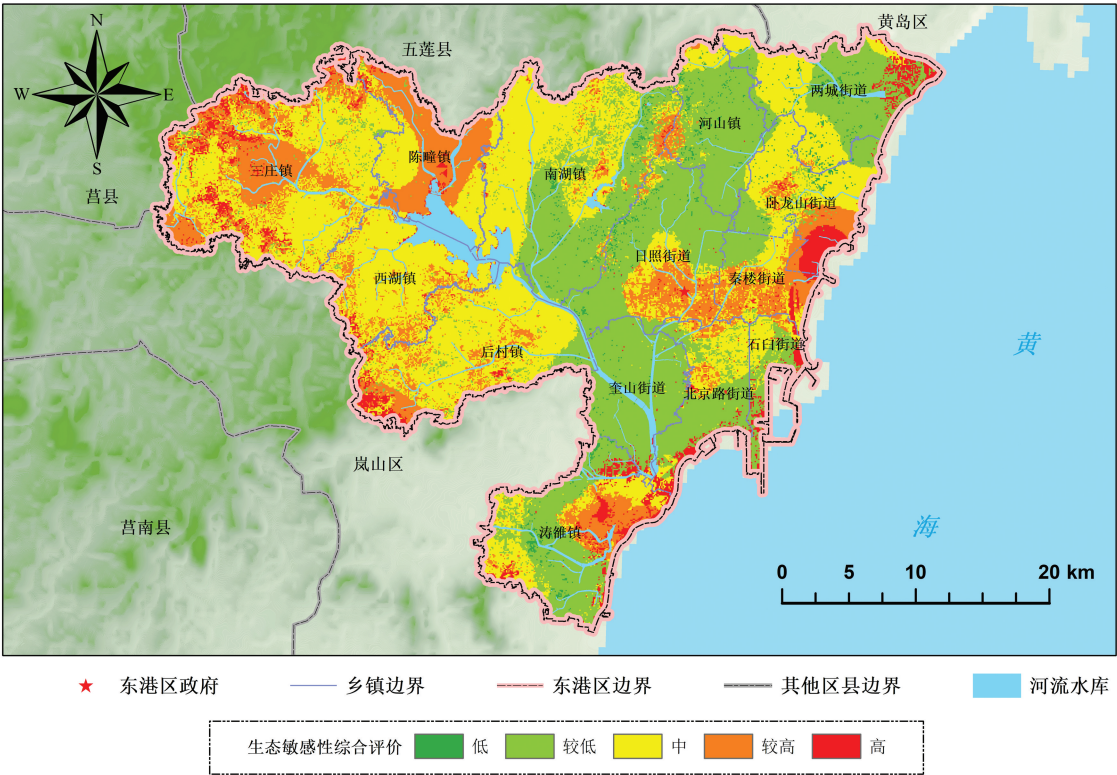 黄岛区
N
五莲县
W
E
两城街道
河山镇
S
陈疃镇
三庄镇
南湖镇
莒县
卧龙山街道
日照街道
西湖镇
秦楼街道
黄
石臼街道
后村镇
奎山街道
北京路街道
岚山区
莒南县
海
涛雒镇
0 5 10 20 km
东港区政府 乡镇边界 东港区边界 其他区县边界 河流水库
生态敏感性综合评价 低 较低 中 较高 高